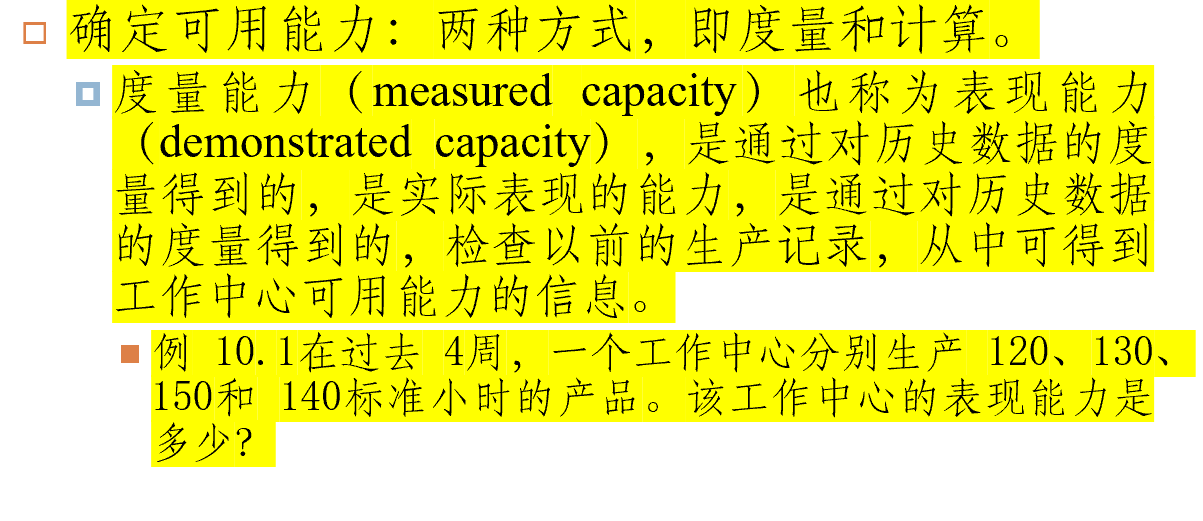 确定可用能力：两种方式，即度量和计算。
度量能力（measured capacity）也称为表现能力
（demonstrated capacity），是通过对历史数据的度
量得到的，是实际表现的能力，是通过对历史数据
的度量得到的，检查以前的生产记录，从中可得到
工作中心可用能力的信息。
例 10.1在过去 4周，一个工作中心分别生产 120、130、
150和 140标准小时的产品。该工作中心的表现能力是
多少?